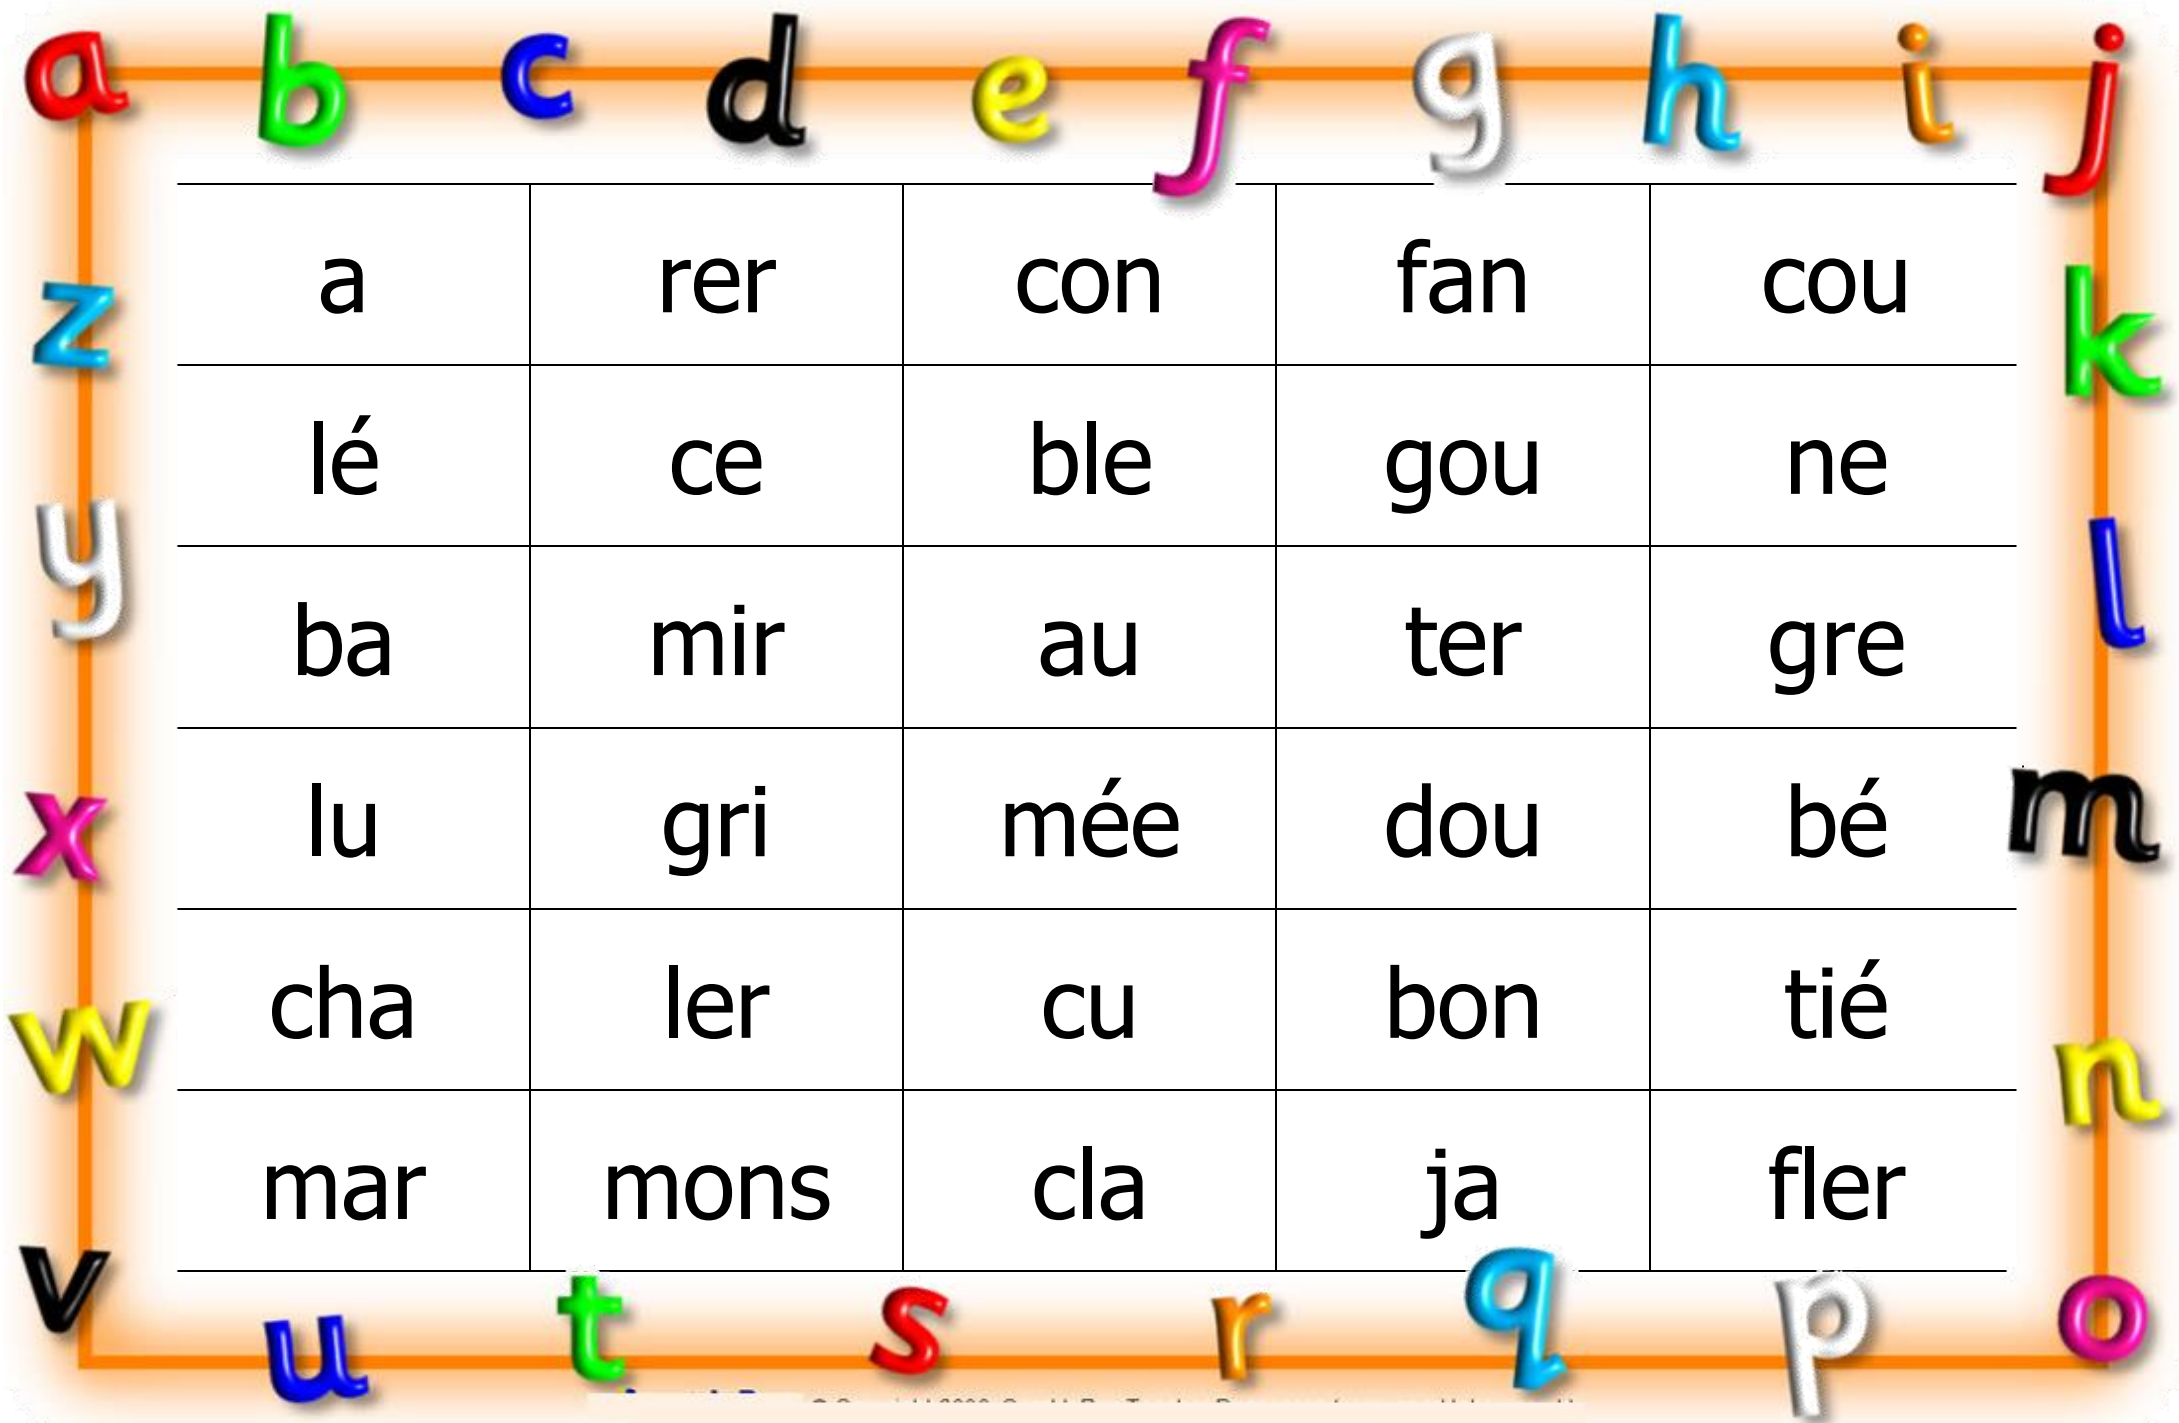 a b c d e f g h i j
a rer con fan cou
z k
lé ce ble gou ne
y l
ba mir au ter gre
x m
lu gri mée dou bé
w n
cha ler cu bon tié
mar mons cla ja fler
v u t s r q p o